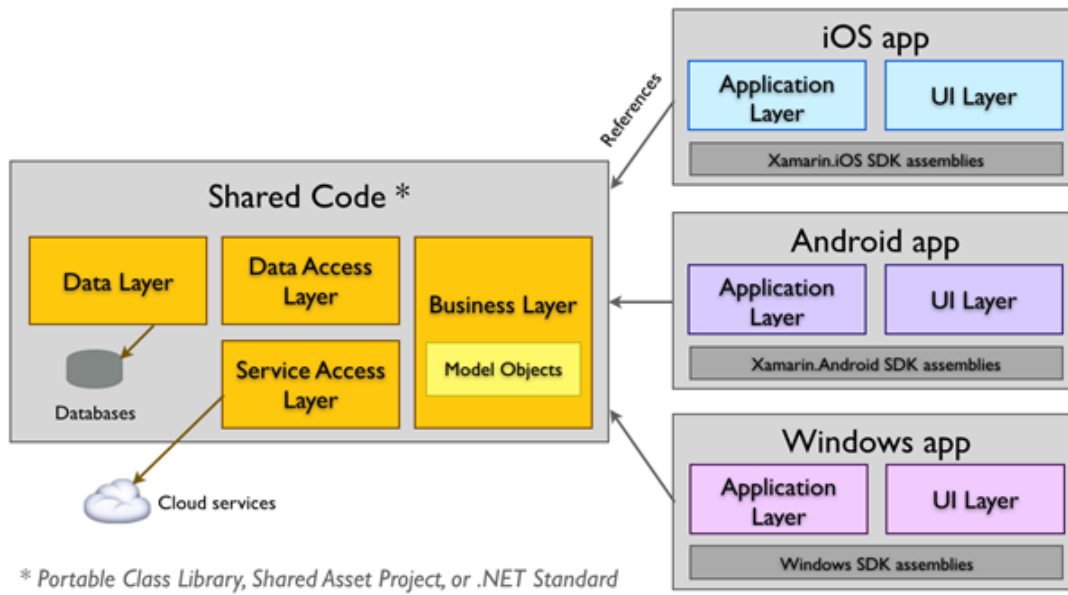 Shared Code *
Data Layer
Data Access
Layer
Business Layer
Model Objects
Service Access
Layer
Databases
Cloud services
* Portable Class Library, Shared Asset Project, or .NET Standard
References
iOS app
Application
Layer
UI Layer
Xamarin.iOS SDK assemblies
Android app
Application
Layer
UI Layer
Xamarin.Android SDK assemblies
Windows app
Application
Layer
UI Layer
Windows SDK assemblies